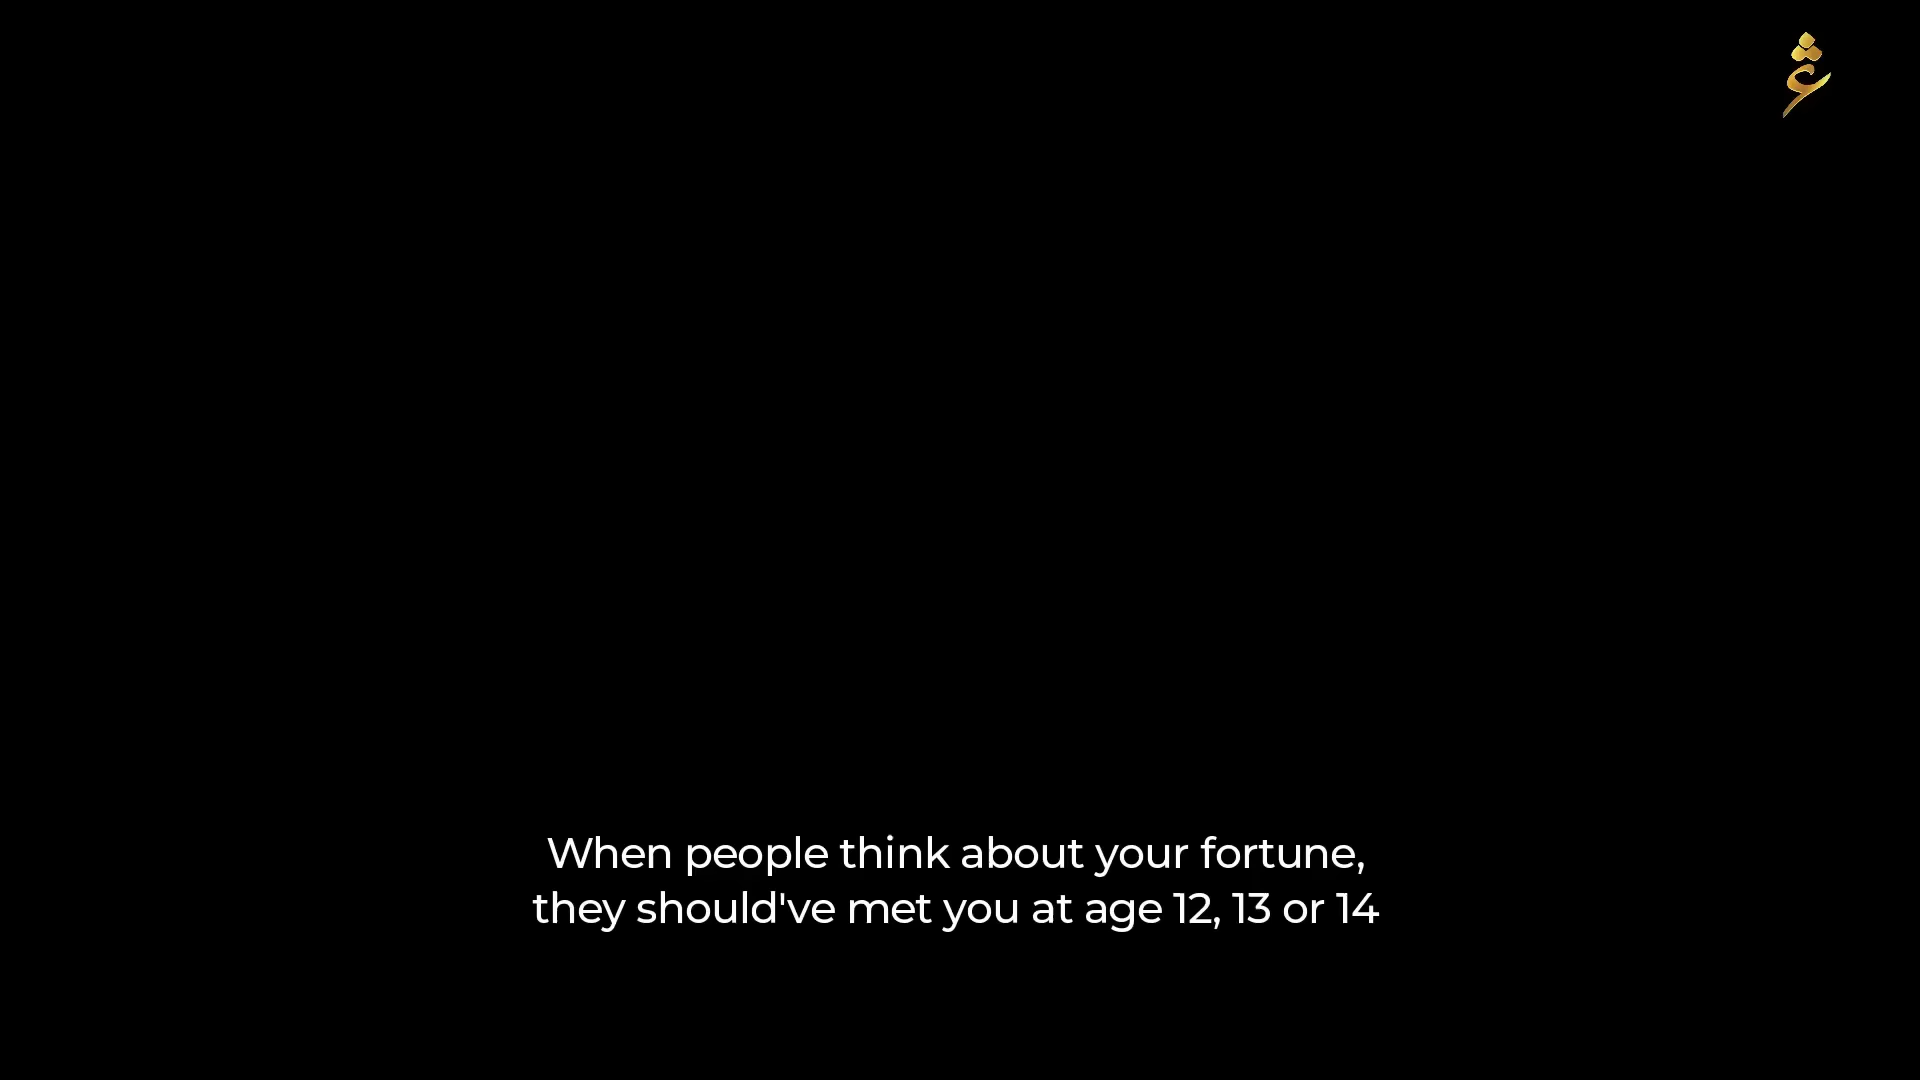 When people think about your fortune,
they should've met you at age 12, 13 or 14